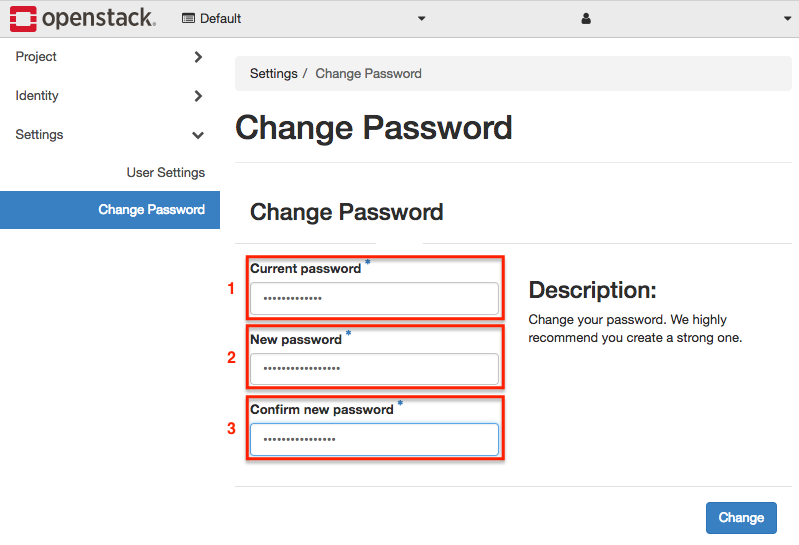 openstack. Default
Project
Identity
Settings
User Settings
Change Password
Settings / Change Password
Change Password
Change Password
1 Current password *
•••••••••••••
2 New password *
•••••••••••••••••
3 Confirm new password *
••••••••••••••••
Description:
Change your password. We highly
recommend you create a strong one.
Change